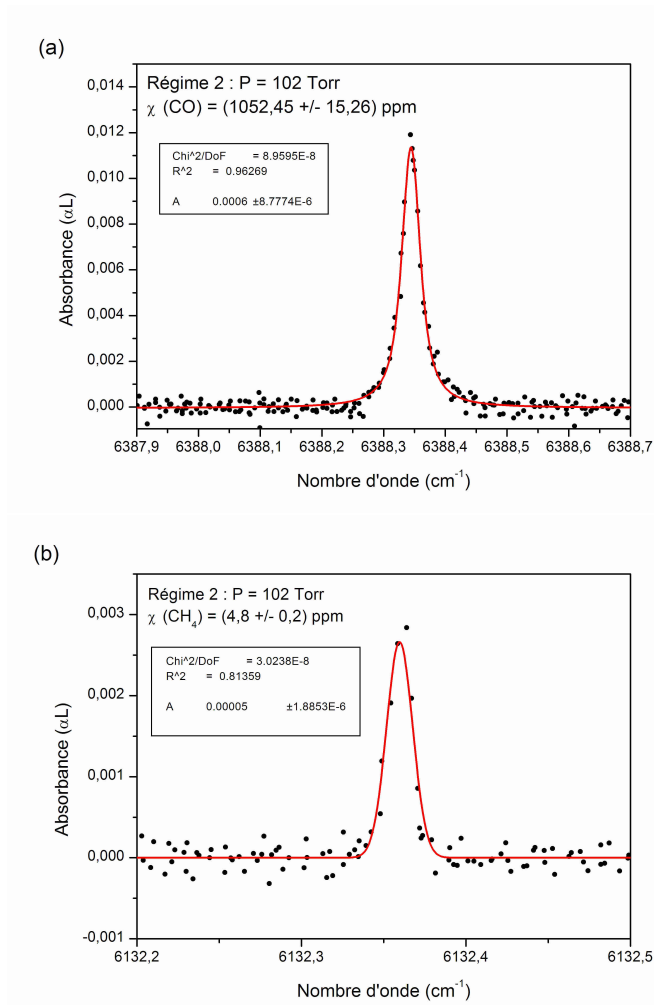 (a)
Régime 2 : P = 102 Torr
χ (CO) = (1052,45 +/- 15,26) ppm
Chi^2/DoF = 8.9595E-8
R^2 = 0.96269
A 0.0006 ±8.7774E-6
0,014
0,012
0,010
0,008
0,006
0,004
0,002
0,000
Absorbance (αL)
6387,9 6388,0 6388,1 6388,2 6388,3 6388,4 6388,5 6388,6 6388,7
Nombre d'onde (cm⁻¹)
(b)
Régime 2 : P = 102 Torr
χ (CH₄) = (4,8 +/- 0,2) ppm
Chi^2/DoF = 3.0238E-8
R^2 = 0.81359
A 0.00005 ±1.8853E-6
0,003
0,002
0,001
0,000
-0,001
Absorbance (αL)
6132,2 6132,3 6132,4 6132,5
Nombre d'onde (cm⁻¹)